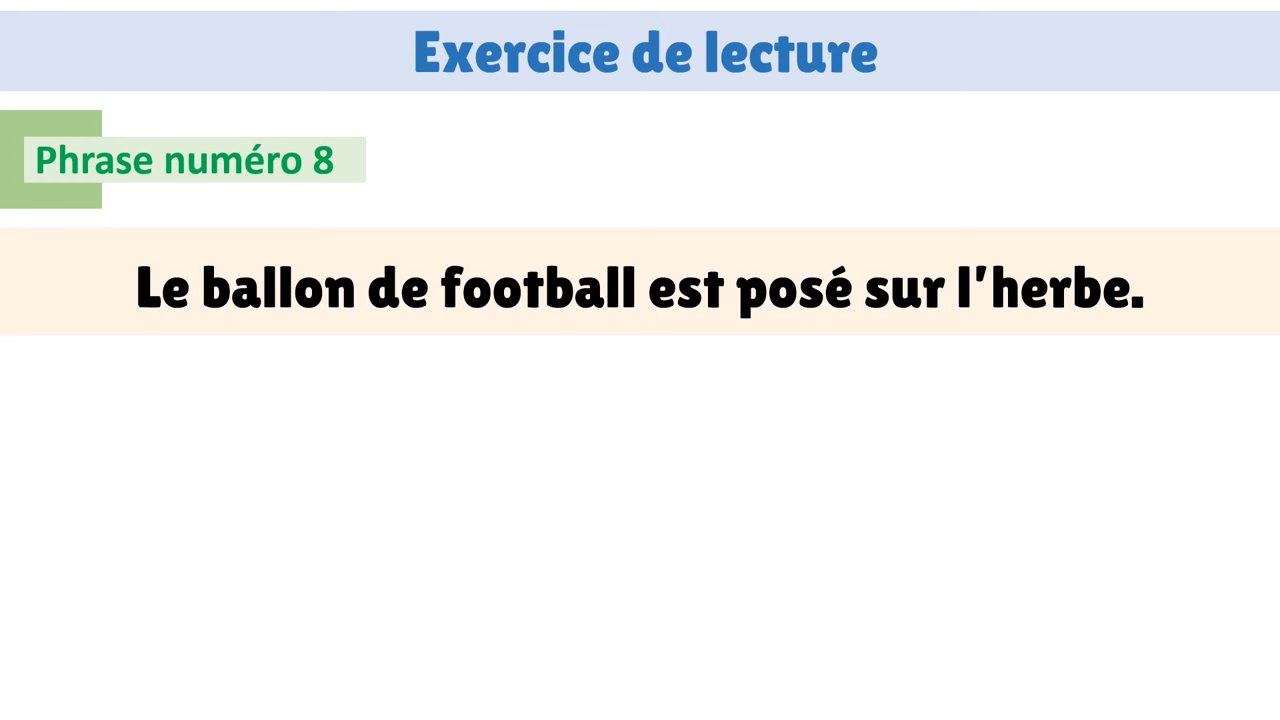 Exercice de lecture
Phrase numéro 8
Le ballon de football est posé sur l'herbe.